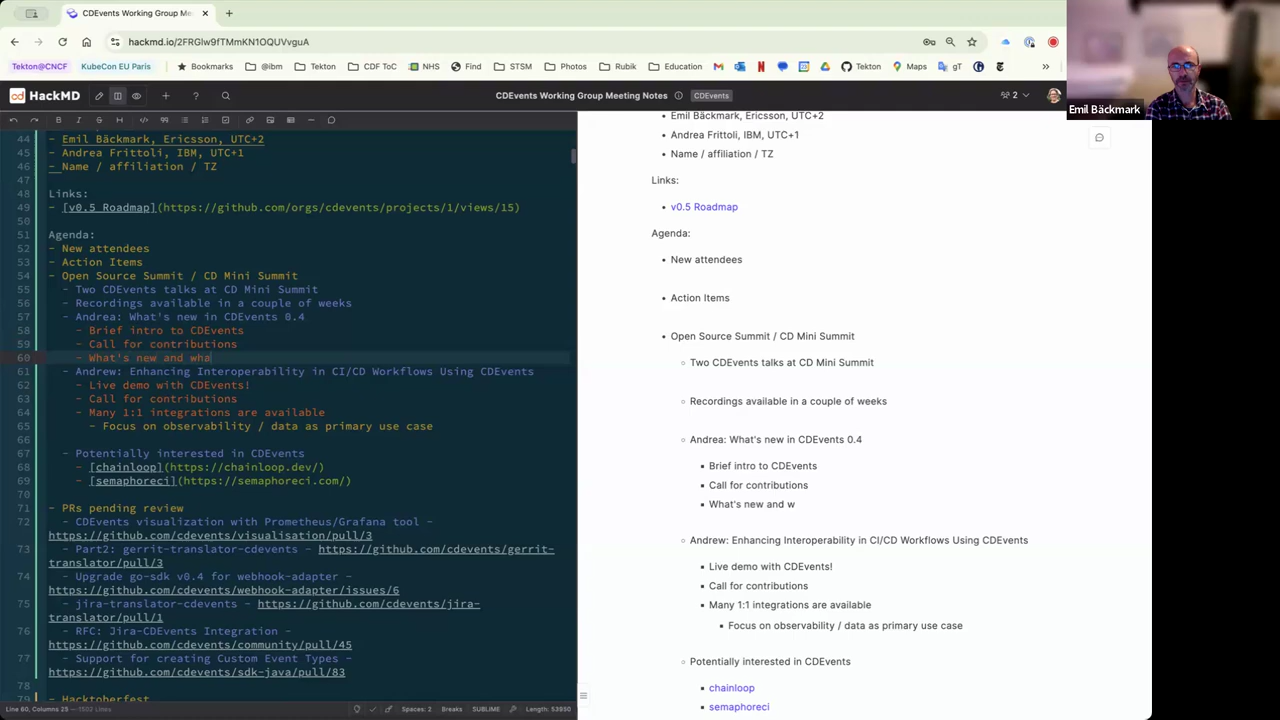 CDEvents Working Group Meeting
hackmd.io/2FRGlw9fTMmKN1OQUVvguA
Tekton@CNCF
KubeCon EU Paris
Bookmarks
@ibm
Tekton
CDF ToC
NHS
Find
STSM
Photos
Rubik
Education
Tekton
gT
Emil Bäckmark
HackMD
CDEvents Working Group Meeting Notes
CDEvents
2
44 - Emil Bäckmark, Ericsson, UTC+2
45 - Andrea Frittoli, IBM, UTC+1
46 __Name / affiliation / TZ
47
48 Links:
49 - [v0.5 Roadmap](https://github.com/orgs/cdevents/projects/1/views/15)
50
51 Agenda:
52 - New attendees
53 - Action Items
54 - Open Source Summit / CD Mini Summit
55 - Two CDEvents talks at CD Mini Summit
56 - Recordings available in a couple of weeks
57 - Andrea: What's new in CDEvents 0.4
58 - Brief intro to CDEvents
59 - Call for contributions
60 - What's new and wha
61 - Andrew: Enhancing Interoperability in CI/CD Workflows Using CDEvents
62 - Live demo with CDEvents!
63 - Call for contributions
64 - Many 1:1 integrations are available
65 - Focus on observability / data as primary use case
66
67 - Potentially interested in CDEvents
68 - [chainloop](https://chainloop.dev/)
69 - [semaphoreci](https://semaphoreci.com/)
70
71 - PRs pending review
72 - CDEvents visualization with Prometheus/Grafana tool -
https://github.com/cdevents/visualisation/pull/3
73 - Part2: gerrit-translator-cdevents - https://github.com/cdevents/gerrit-
translator/pull/3
74 - Upgrade go-sdk v0.4 for webhook-adapter -
https://github.com/cdevents/webhook-adapter/issues/6
75 - jira-translator-cdevents - https://github.com/cdevents/jira-
translator/pull/1
76 - RFC: Jira-CDEvents Integration -
https://github.com/cdevents/community/pull/45
77 - Support for creating Custom Event Types -
https://github.com/cdevents/sdk-java/pull/83
78
79 - Hacktoberfest
Line 60, Columns 25 — 1502 Lines
Spaces: 2
Breaks
SUBLIME
Length: 53950
Emil Bäckmark, Ericsson, UTC+2
Andrea Frittoli, IBM, UTC+1
Name / affiliation / TZ
Links:
v0.5 Roadmap
Agenda:
New attendees
Action Items
Open Source Summit / CD Mini Summit
Two CDEvents talks at CD Mini Summit
Recordings available in a couple of weeks
Andrea: What's new in CDEvents 0.4
Brief intro to CDEvents
Call for contributions
What's new and w
Andrew: Enhancing Interoperability in CI/CD Workflows Using CDEvents
Live demo with CDEvents!
Call for contributions
Many 1:1 integrations are available
Focus on observability / data as primary use case
Potentially interested in CDEvents
chainloop
semaphoreci